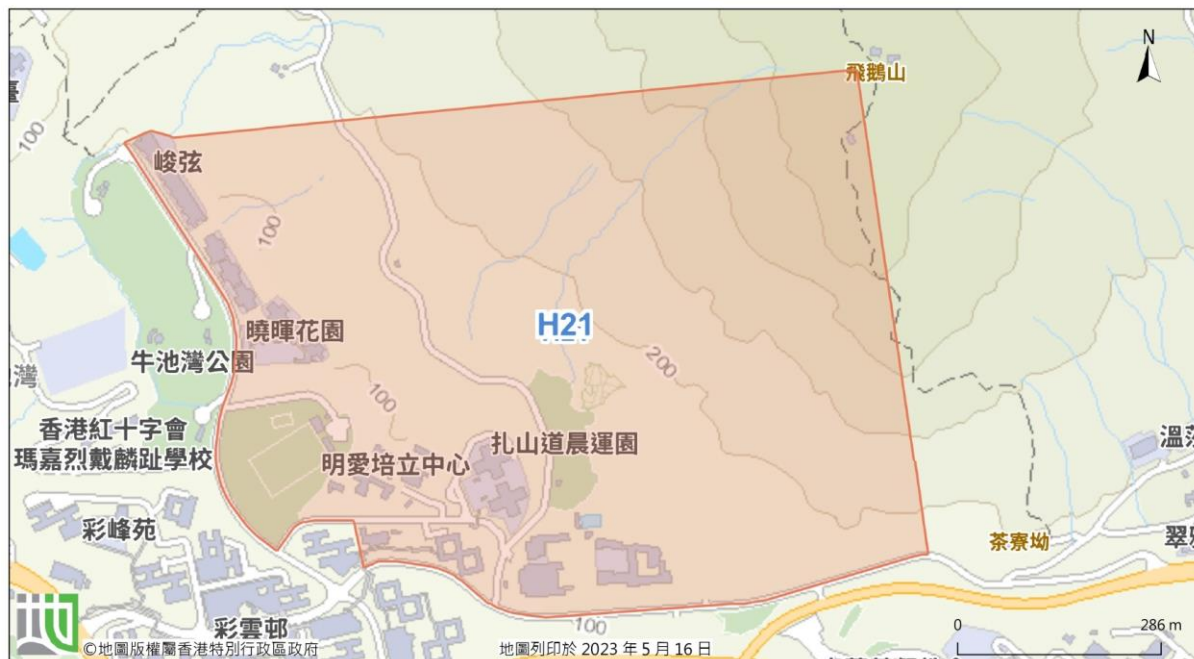 N
飛鵝山
100
峻弦
100
曉暉花園
H21
牛池灣公園
200
100
香港紅十字會
瑪嘉烈戴麟趾學校
扎山道晨運園
明愛培立中心
彩峰苑
茶寮坳
彩雲邨
100
0
286 m
©地圖版權屬香港特別行政區政府
地圖列印於 2023 年 5 月 16 日